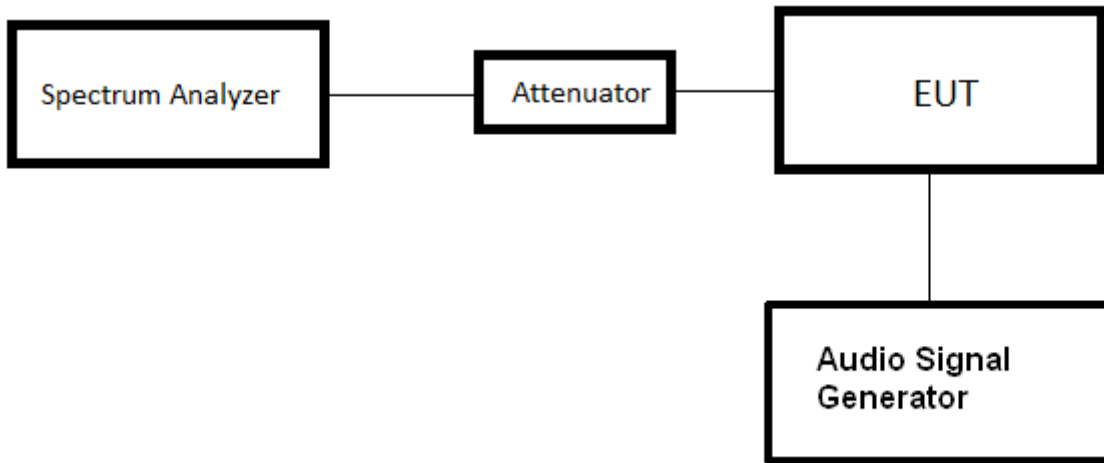 Spectrum Analyzer
Attenuator
EUT
Audio Signal
Generator